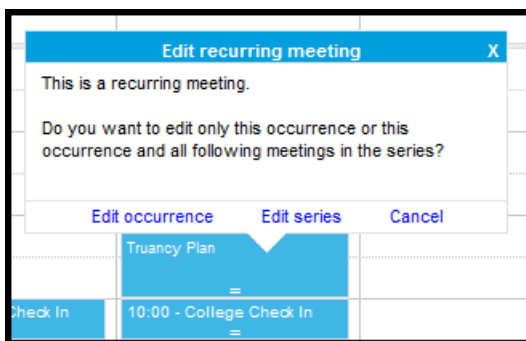 Edit recurring meeting X
This is a recurring meeting.
Do you want to edit only this occurrence or this
occurrence and all following meetings in the series?
Edit occurrence Edit series Cancel
Truancy Plan
Check In 10:00 - College Check In